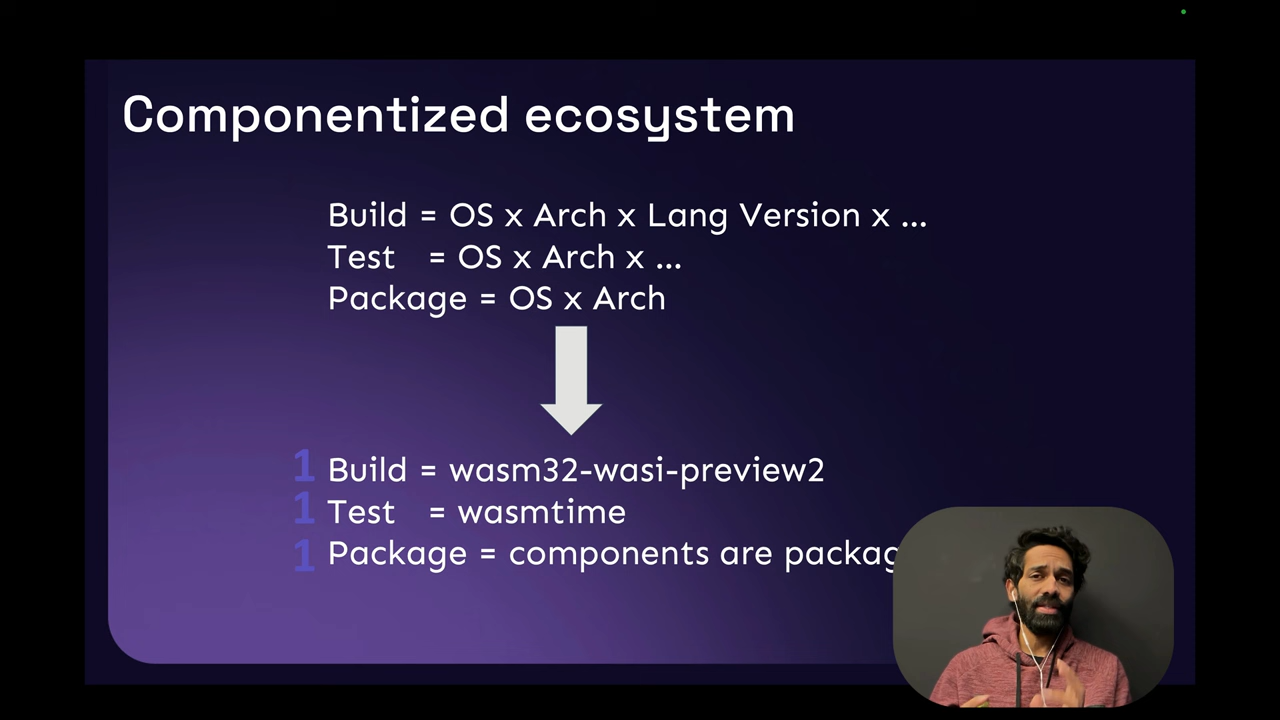 Componentized ecosystem
Build = OS x Arch x Lang Version x ...
Test = OS x Arch x ...
Package = OS x Arch
1 Build = wasm32-wasi-preview2
1 Test = wasmtime
1 Package = components are